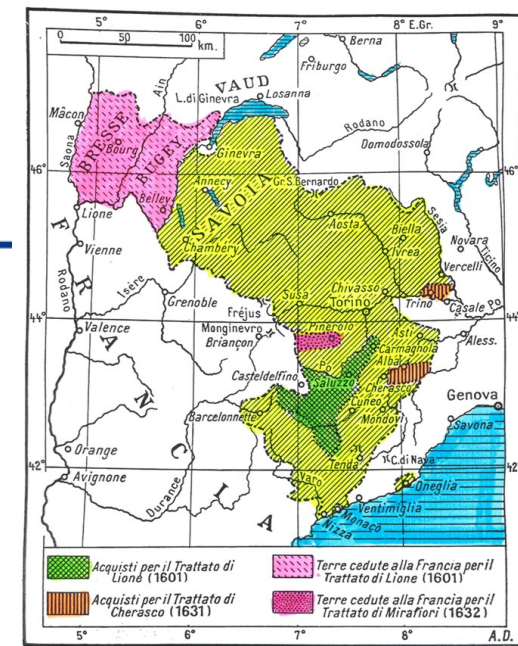 5° 6° 7° 8° E.Gr. 9°
0 50 100 km.
Berna
Friburgo
VAUD
Losanna
L. di Ginevra
Ain
Mâcon
Saona
BRESSE
Bourg
BUGEY
Ginevra
Rodano
Domodossola
46 46
Annecy
SAVOIA
Gr. S. Bernardo
Belley
Lione
Aosta
Biella
Sesia
Ivrea
Novara
Ticino
Chambéry
Vienne
Vercelli
Rodano
Isère
Grenoble
Susa
Chivasso
Torino
Trino
Casale
Po
44 44
Fréjus
Valence
Monginevro
Briançon
Pinerolo
Asti
Aless.
Carmagnola
Alba
Po
Casteldelfino
Saluzzo
Cherasco
Genova
Barcelonnette
Cuneo
Mondovì
Savona
FRANCIA
Orange
C. di Nava
42 42
Tenda
Avignone
Durance
Varo
Oneglia
Ventimiglia
Monaco
Nizza
Acquisti per il Trattato di
Lione (1601)
Terre cedute alla Francia per il
Trattato di Lione (1601)
Acquisti per il Trattato di
Cherasco (1631)
Terre cedute alla Francia per il
Trattato di Mirafiori (1632)
5° 6° 7° 8° A.D.